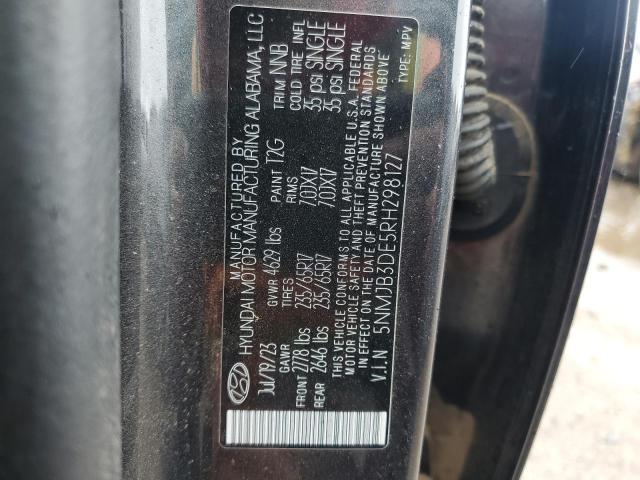 MANUFACTURED BY
HYUNDAI MOTOR MANUFACTURING ALABAMA, LLC
JUL/19/23 GVWR 4629 lbs PAINT T2G TRIM NNB
GAWR TIRES RIMS COLD TIRE INFL
FRONT 2778 lbs 235/65R17 7.0JX17 35 psi SINGLE
REAR 2646 lbs 235/65R17 7.0JX17 35 psi SINGLE
THIS VEHICLE CONFORMS TO ALL APPLICABLE U.S.A. FEDERAL
MOTOR VEHICLE SAFETY AND THEFT PREVENTION STANDARDS
IN EFFECT ON THE DATE OF MANUFACTURE SHOWN ABOVE
V.I.N 5NMJB3DE5RH298127 TYPE: MPV